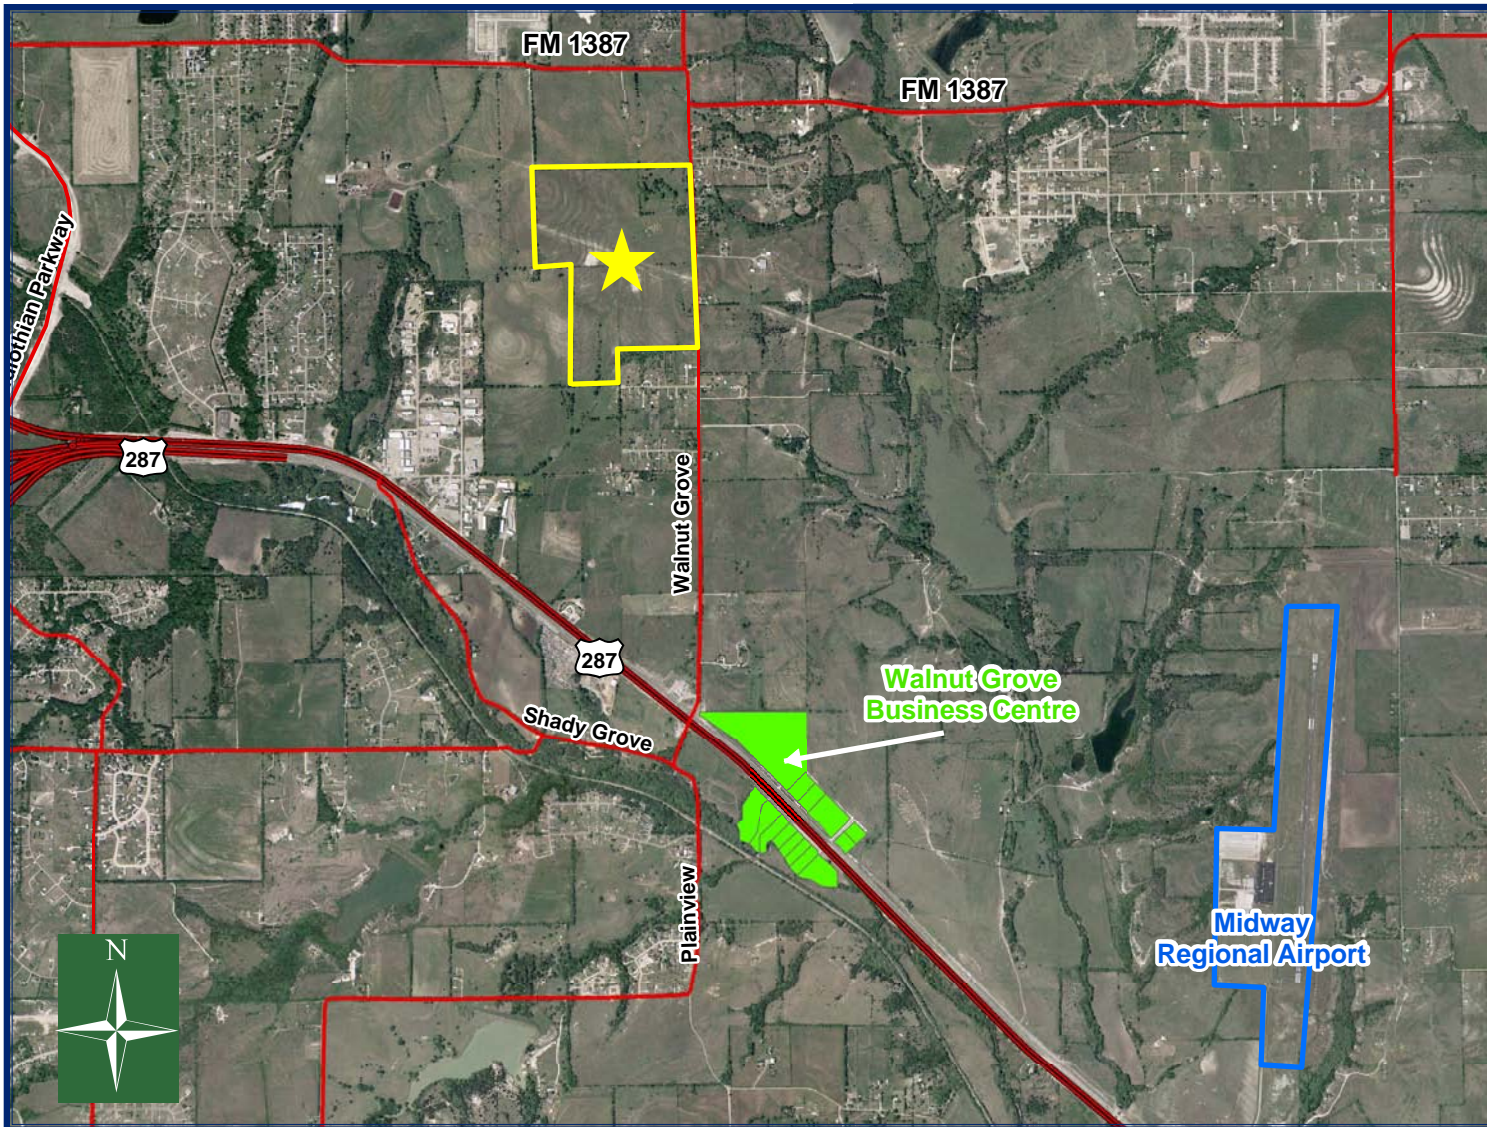 FM 1387
FM 1387
lothian Parkway
287
Walnut Grove
287
Walnut Grove
Business Centre
Shady Grove
Plainview
Midway
Regional Airport
N